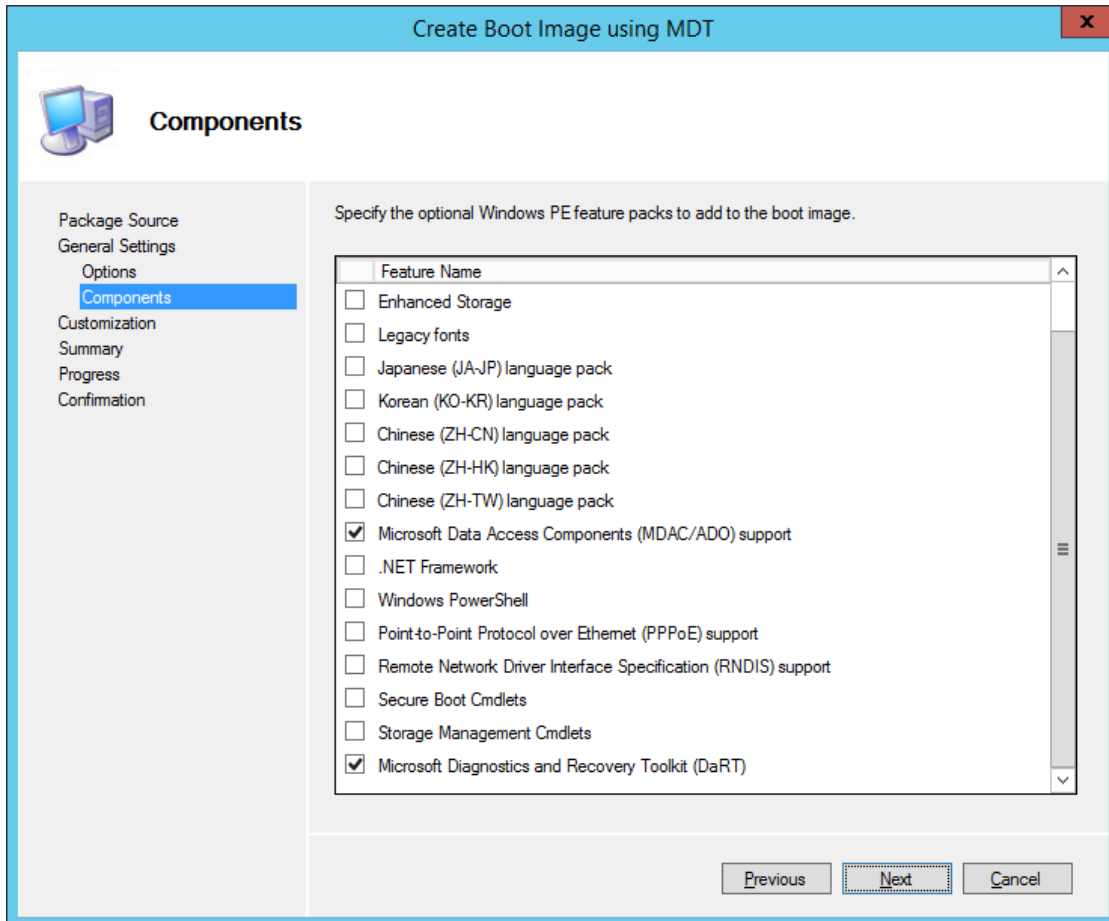 Create Boot Image using MDT
x
Components
Package Source
General Settings
Options
Components
Customization
Summary
Progress
Confirmation
Specify the optional Windows PE feature packs to add to the boot image.
Feature Name
Enhanced Storage
Legacy fonts
Japanese (JA-JP) language pack
Korean (KO-KR) language pack
Chinese (ZH-CN) language pack
Chinese (ZH-HK) language pack
Chinese (ZH-TW) language pack
Microsoft Data Access Components (MDAC/ADO) support
.NET Framework
Windows PowerShell
Point-to-Point Protocol over Ethernet (PPPoE) support
Remote Network Driver Interface Specification (RNDIS) support
Secure Boot Cmdlets
Storage Management Cmdlets
Microsoft Diagnostics and Recovery Toolkit (DaRT)
Previous Next Cancel